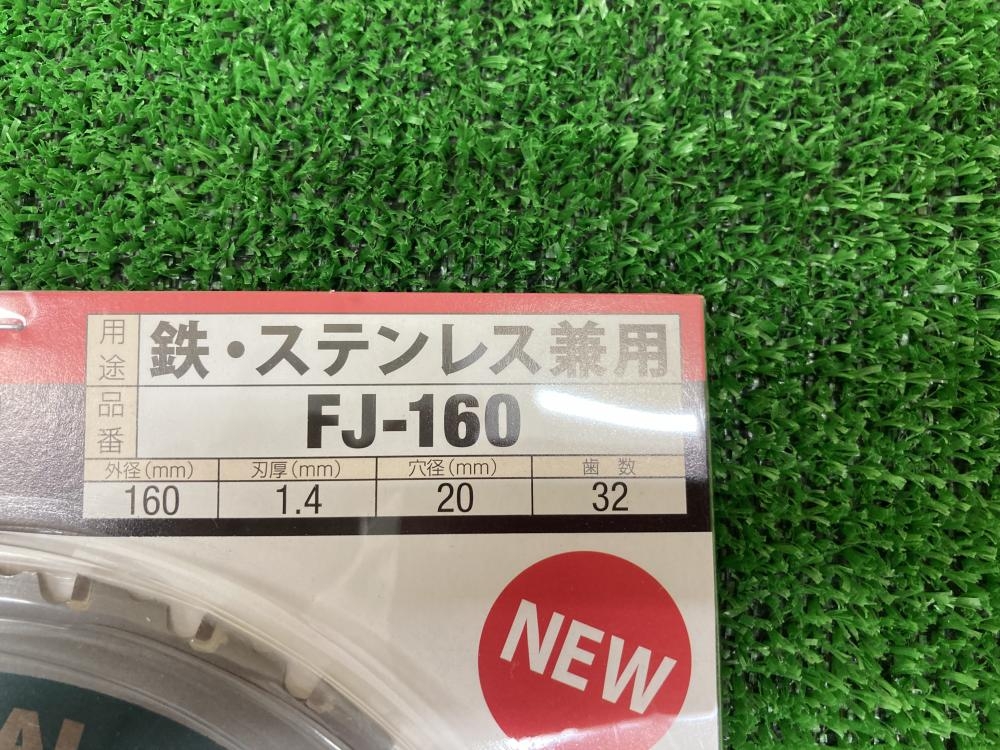 用途 鉄・ステンレス兼用
品番 FJ-160
外径(mm) 刃厚(mm) 穴径(mm) 歯数
160 1.4 20 32
NEW